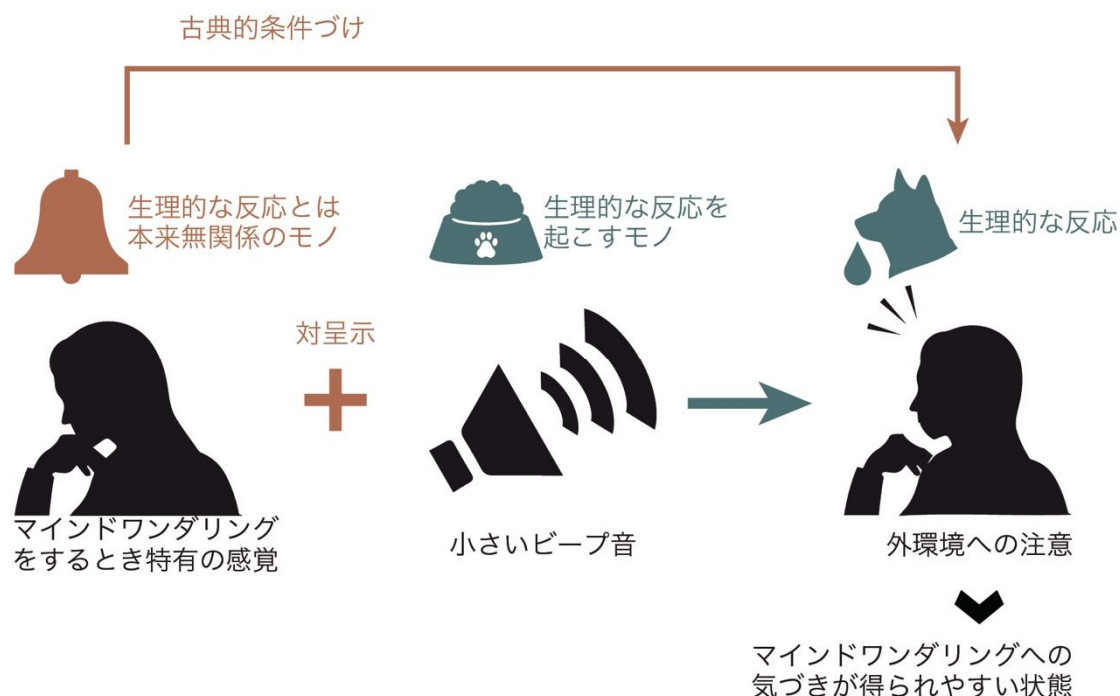 古典的条件づけ
生理的な反応とは
本来無関係のモノ
生理的な反応を
起こすモノ
生理的な反応
対呈示
マインドワンダリング
をするとき特有の感覚
小さいビープ音
外環境への注意
マインドワンダリングへの
気づきが得られやすい状態